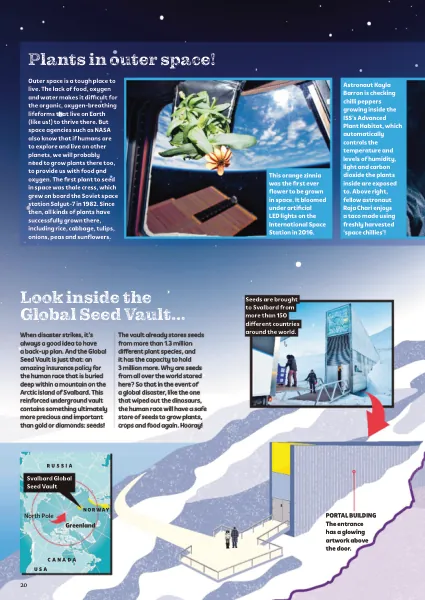 Plants in outer space!
Outer space is a tough place to
live. The lack of food, oxygen
and water makes it difficult for
the organic, oxygen-breathing
lifeforms that live on Earth
(like us!) to thrive there. But
space agencies such as NASA
also know that if humans are
to explore and live on other
planets, we will probably
need to grow plants there too,
to provide us with food and
oxygen. The first plant to seed
in space was thale cress, which
grew on board the Soviet space
station Salyut-7 in 1982. Since
then, all kinds of plants have
successfully grown there,
including rice, cabbage, tulips,
onions, peas and sunflowers.
This orange zinnia
was the first ever
flower to be grown
in space. It bloomed
under artificial
LED lights on the
International Space
Station in 2016.
Astronaut Kayla
Barron is checking
chili peppers
growing inside the
ISS's Advanced
Plant Habitat, which
automatically
controls the
temperature and
levels of humidity,
light and carbon
dioxide the plants
inside are exposed
to. Above right,
fellow astronaut
Raja Chari enjoys
a taco made using
freshly harvested
'space chillies'!
Look inside the
Global Seed Vault...
When disaster strikes, it's
always a good idea to have
a back-up plan. And the Global
Seed Vault is just that: an
amazing insurance policy for
the human race that is buried
deep within a mountain on the
Arctic island of Svalbard. This
reinforced underground vault
contains something ultimately
more precious and important
than gold or diamonds: seeds!
The vault already stores seeds
from more than 1.3 million
different plant species, and
it has the capacity to hold
3 million more. Why are seeds
from all over the world stored
here? So that in the event of
a global disaster, like the one
that wiped out the dinosaurs,
the human race will have a safe
store of seeds to grow plants,
crops and food again. Hooray!
Seeds are brought
to Svalbard from
more than 150
different countries
around the world.
RUSSIA
Svalbard Global
Seed Vault
NORWAY
North Pole
Greenland
CANADA
USA
PORTAL BUILDING
The entrance
has a glowing
artwork above
the door.
20